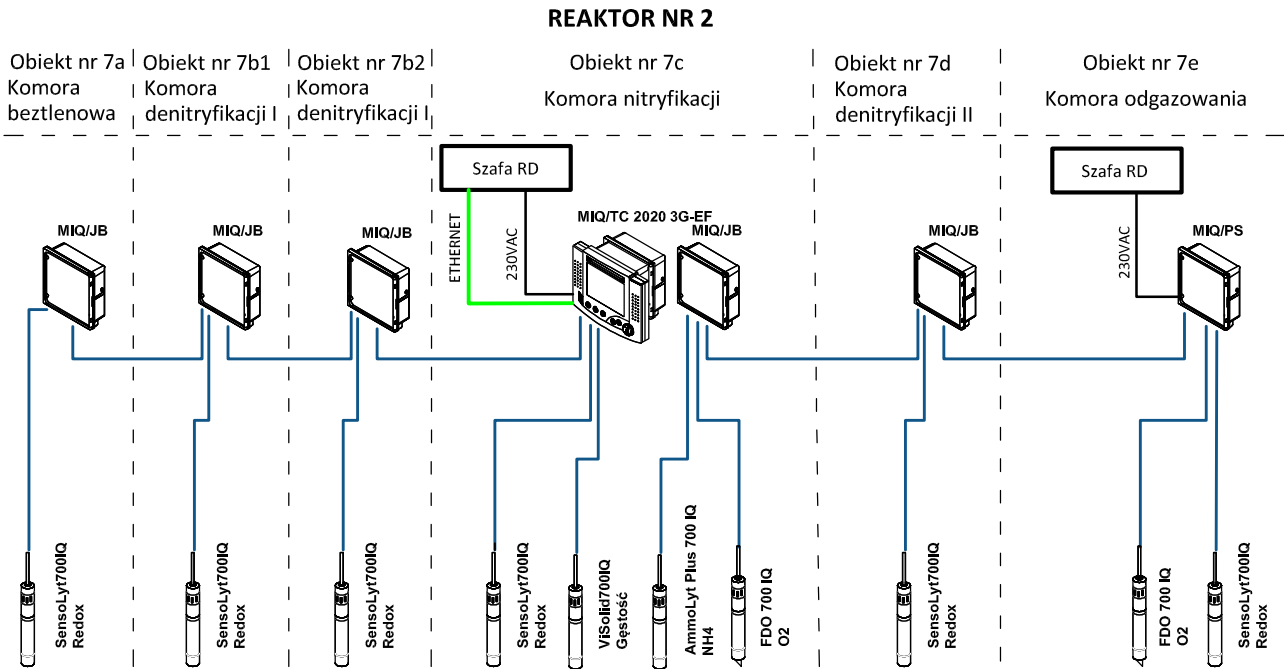 REAKTOR NR 2
Obiekt nr 7a
Komora
beztlenowa
Obiekt nr 7b1
Komora
denitryfikacji I
Obiekt nr 7b2
Komora
denitryfikacji I
Obiekt nr 7c
Komora nitryfikacji
Obiekt nr 7d
Komora
denitryfikacji II
Obiekt nr 7e
Komora odgazowania
Szafa RD
Szafa RD
ETHERNET
230VAC
230VAC
MIQ/JB
MIQ/JB
MIQ/JB
MIQ/TC 2020 3G-EF
MIQ/JB
MIQ/JB
MIQ/PS
SensoLyt700IQ
Redox
SensoLyt700IQ
Redox
SensoLyt700IQ
Redox
SensoLyt700IQ
Redox
ViSolid700IQ
Gęstość
AmmoLyt Plus 700 IQ
NH4
FDO 700 IQ
O2
SensoLyt700IQ
Redox
FDO 700 IQ
O2
SensoLyt700IQ
Redox